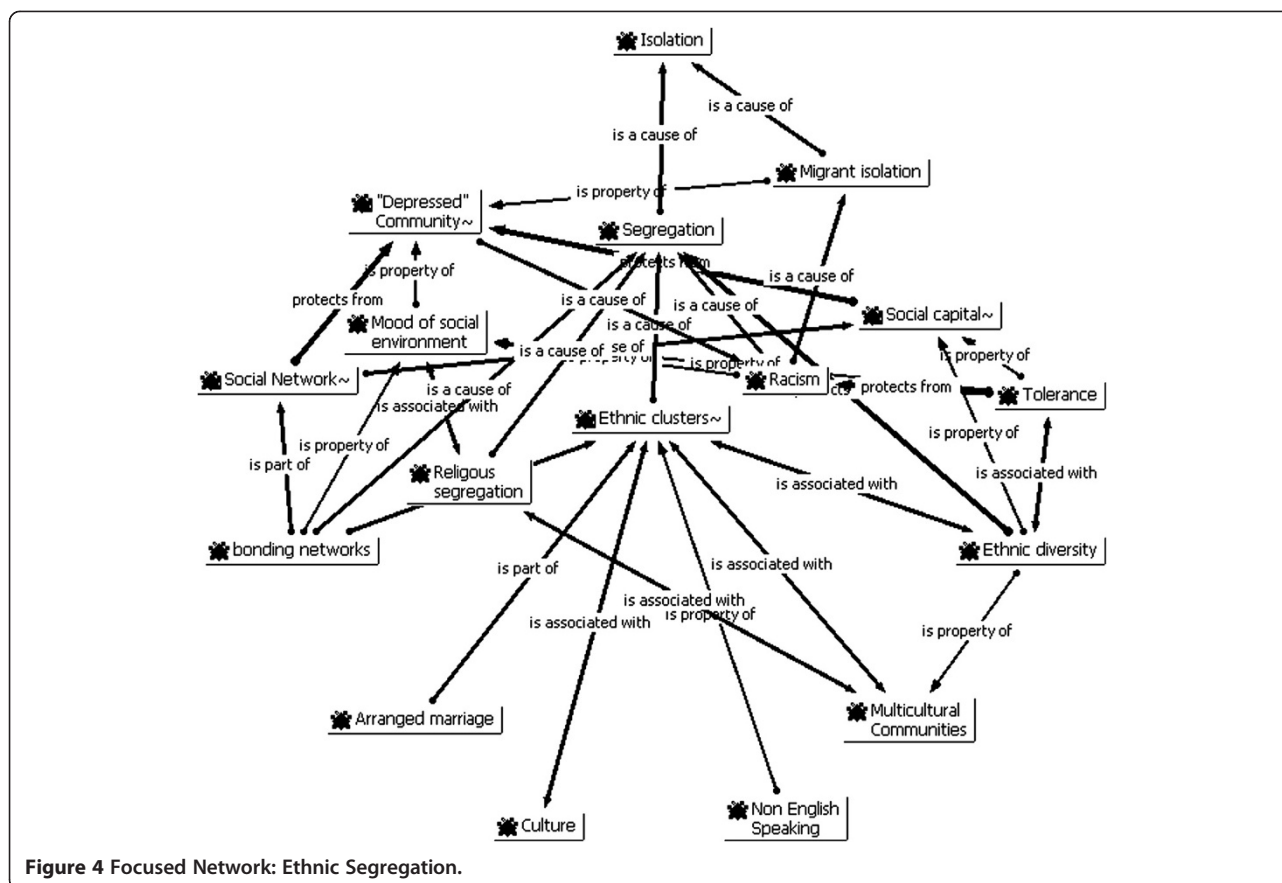 Isolation
is a cause of
is a cause of
Migrant isolation
is property of
"Depressed"
Community~
Segregation
protects from
is property of
is a cause of
protects from
is a cause of
is a cause of
Social capital~
Mood of social
environment
is a cause of
is a cause of
is property of
Social Network~
is property of
Racism
protects from
Tolerance
is a cause of
is associated with
Ethnic clusters~
is property of
is property of
is part of
Religous
segregation
is associated with
is associated with
bonding networks
Ethnic diversity
is part of
is associated with
is associated with
is property of
is associated with
is property of
Arranged marriage
Multicultural
Communities
Culture
Non English
Speaking
Figure 4 Focused Network: Ethnic Segregation.